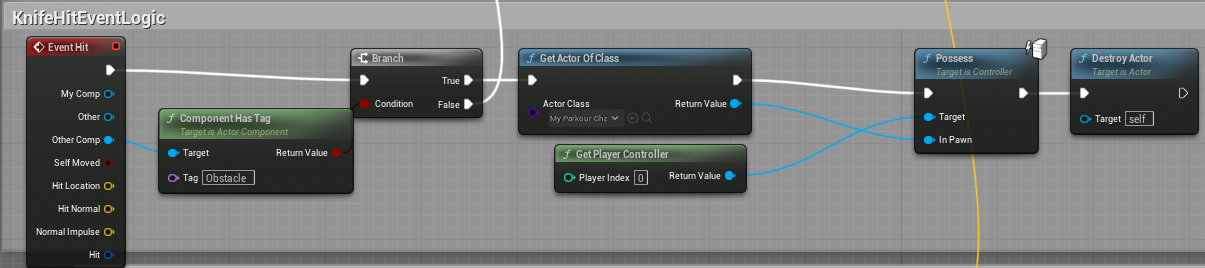 KnifeHitEventLogic
Event Hit
My Comp
Other
Other Comp
Self Moved
Hit Location
Hit Normal
Normal Impulse
Hit
Component Has Tag
Target is Actor Component
Target
Return Value
Tag
Obstacle
Branch
True
Condition
False
Get Actor Of Class
Actor Class
Return Value
My Parkour Cha
Get Player Controller
Player Index
0
Return Value
Possess
Target is Controller
Target
In Pawn
Destroy Actor
Target is Actor
Target
self